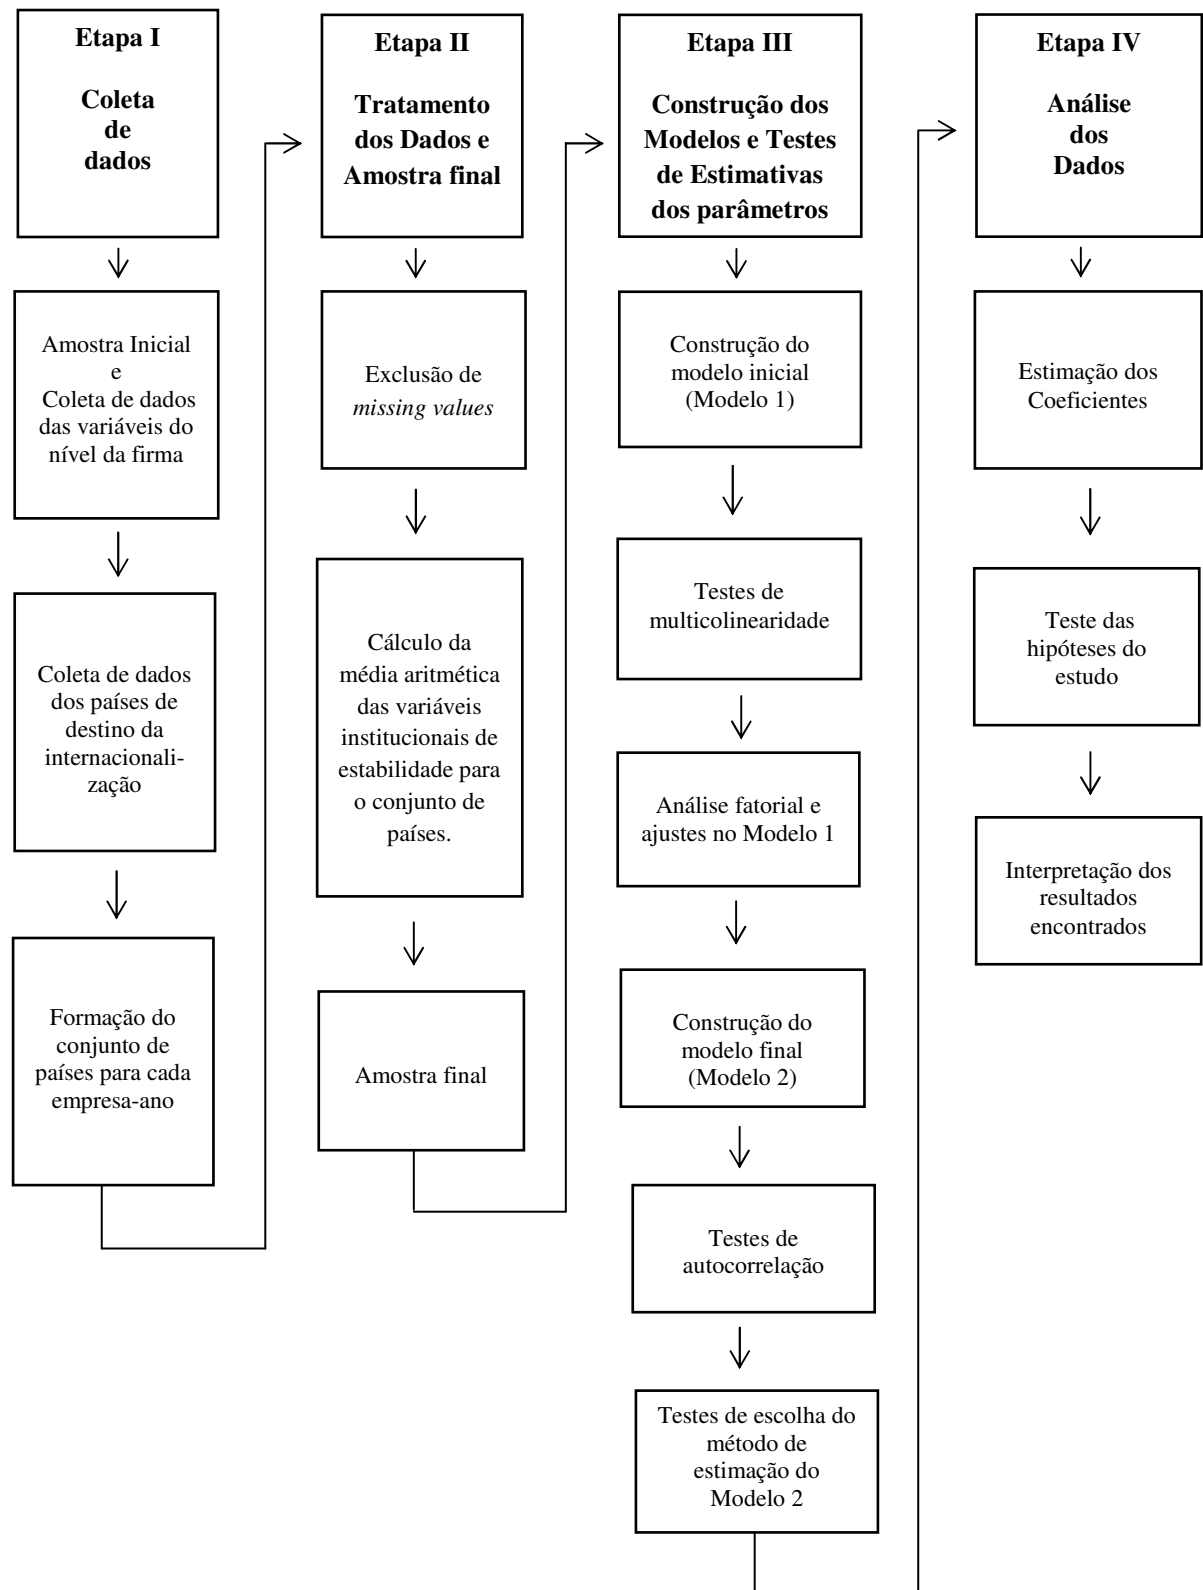 Etapa I
Coleta
de
dados
Amostra Inicial
e
Coleta de dados
das variáveis do
nível da firma
Coleta de dados
dos países de
destino da
internacionali-
zação
Formação do
conjunto de
países para cada
empresa-ano
Etapa II
Tratamento
dos Dados e
Amostra final
Exclusão de
missing values
Cálculo da
média aritmética
das variáveis
institucionais de
estabilidade para
o conjunto de
países.
Amostra final
Etapa III
Construção dos
Modelos e Testes
de Estimativas
dos parâmetros
Construção do
modelo inicial
(Modelo 1)
Testes de
multicolinearidade
Análise fatorial e
ajustes no Modelo 1
Construção do
modelo final
(Modelo 2)
Testes de
autocorrelação
Testes de escolha do
método de
estimação do
Modelo 2
Etapa IV
Análise
dos
Dados
Estimação dos
Coeficientes
Teste das
hipóteses do
estudo
Interpretação dos
resultados
encontrados